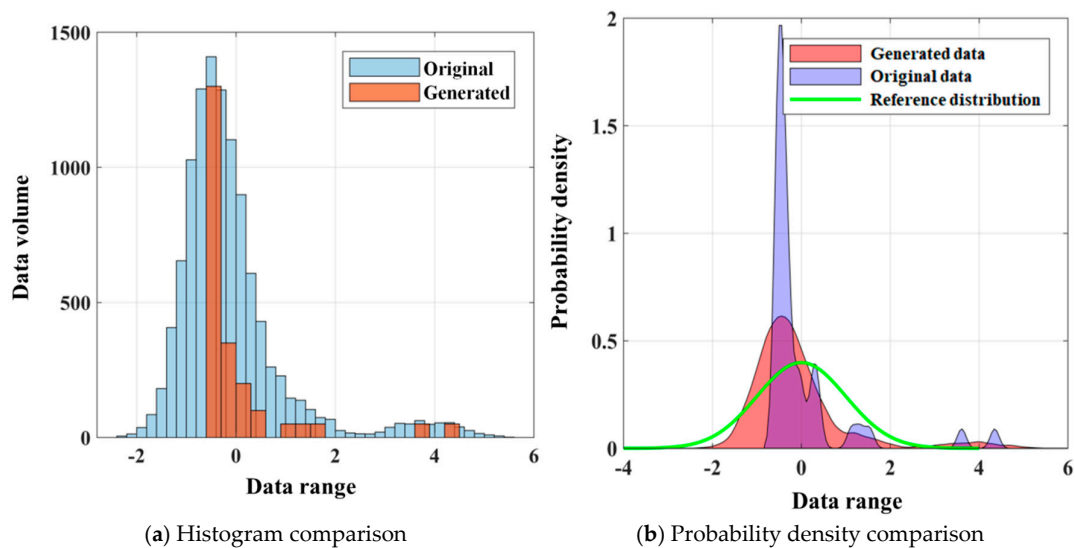 1500
1000
500
0
-2
0
2
4
6
Data volume
Data range
Original
Generated
(a) Histogram comparison
2
1.5
1
0.5
0
-4
-2
0
2
4
6
Probability density
Data range
Generated data
Original data
Reference distribution
(b) Probability density comparison